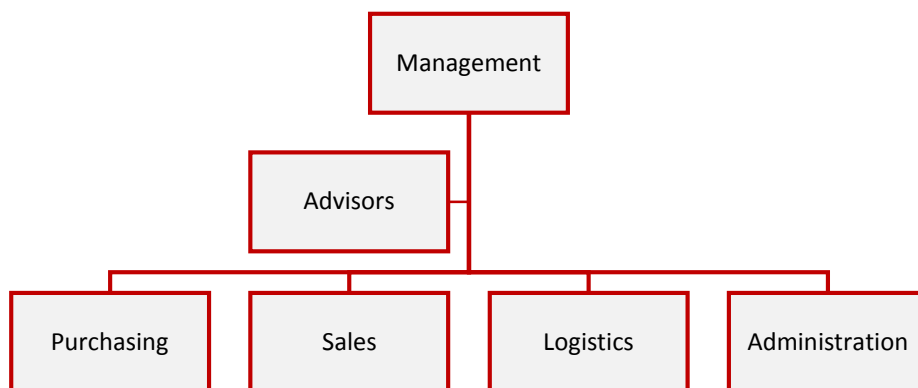 Management
Advisors
Purchasing
Sales
Logistics
Administration